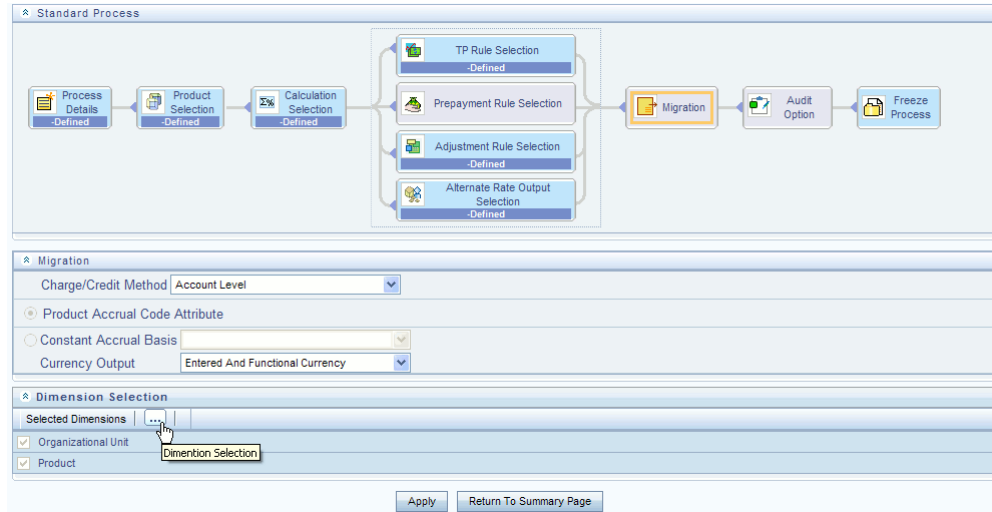 Standard Process
Process
Details
-Defined
Product
Selection
-Defined
Σ%
Calculation
Selection
-Defined
TP Rule Selection
-Defined
Prepayment Rule Selection
Adjustment Rule Selection
-Defined
Alternate Rate Output
Selection
-Defined
Migration
Audit
Option
Freeze
Process
Migration
Charge/Credit Method Account Level
Product Accrual Code Attribute
Constant Accrual Basis
Currency Output Entered And Functional Currency
Dimension Selection
Selected Dimensions ...
Organizational Unit
Dimention Selection
Product
Apply Return To Summary Page